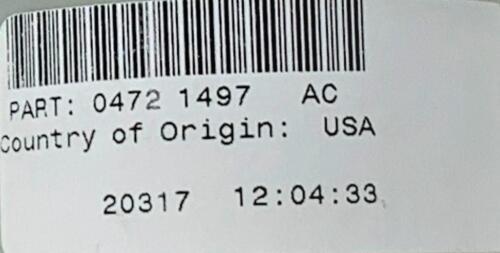 PART: 0472 1497 AC
Country of Origin: USA
20317 12:04:33